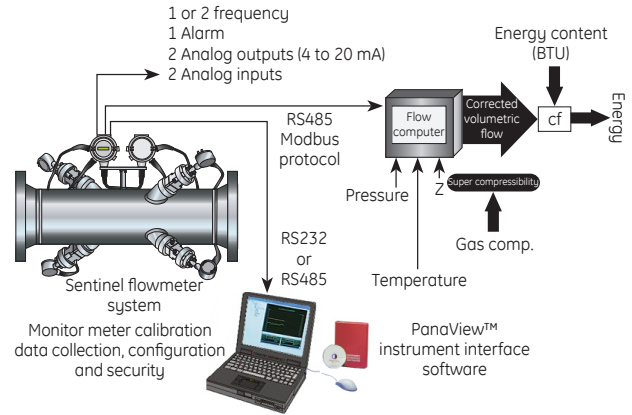 1 or 2 frequency
1 Alarm
2 Analog outputs (4 to 20 mA)
2 Analog inputs
Energy content
(BTU)
RS485
Modbus
protocol
Flow
computer
Corrected
volumetric
flow
cf
Energy
Pressure
Z
Super compressibility
Gas comp.
Temperature
RS232
or
RS485
Sentinel flowmeter
system
Monitor meter calibration
data collection, configuration
and security
PanaView™
instrument interface
software